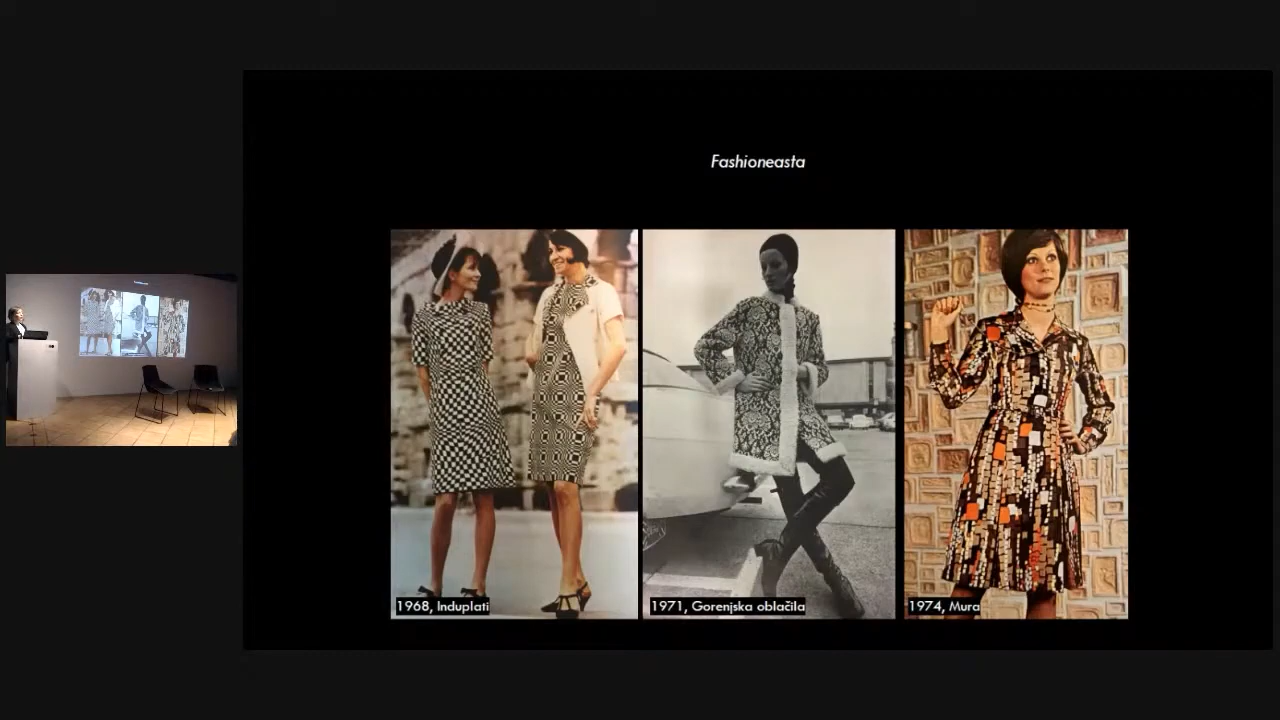 Fashioneasta
1968, Induplati
1971, Gorenjska oblačila
1974, Mura